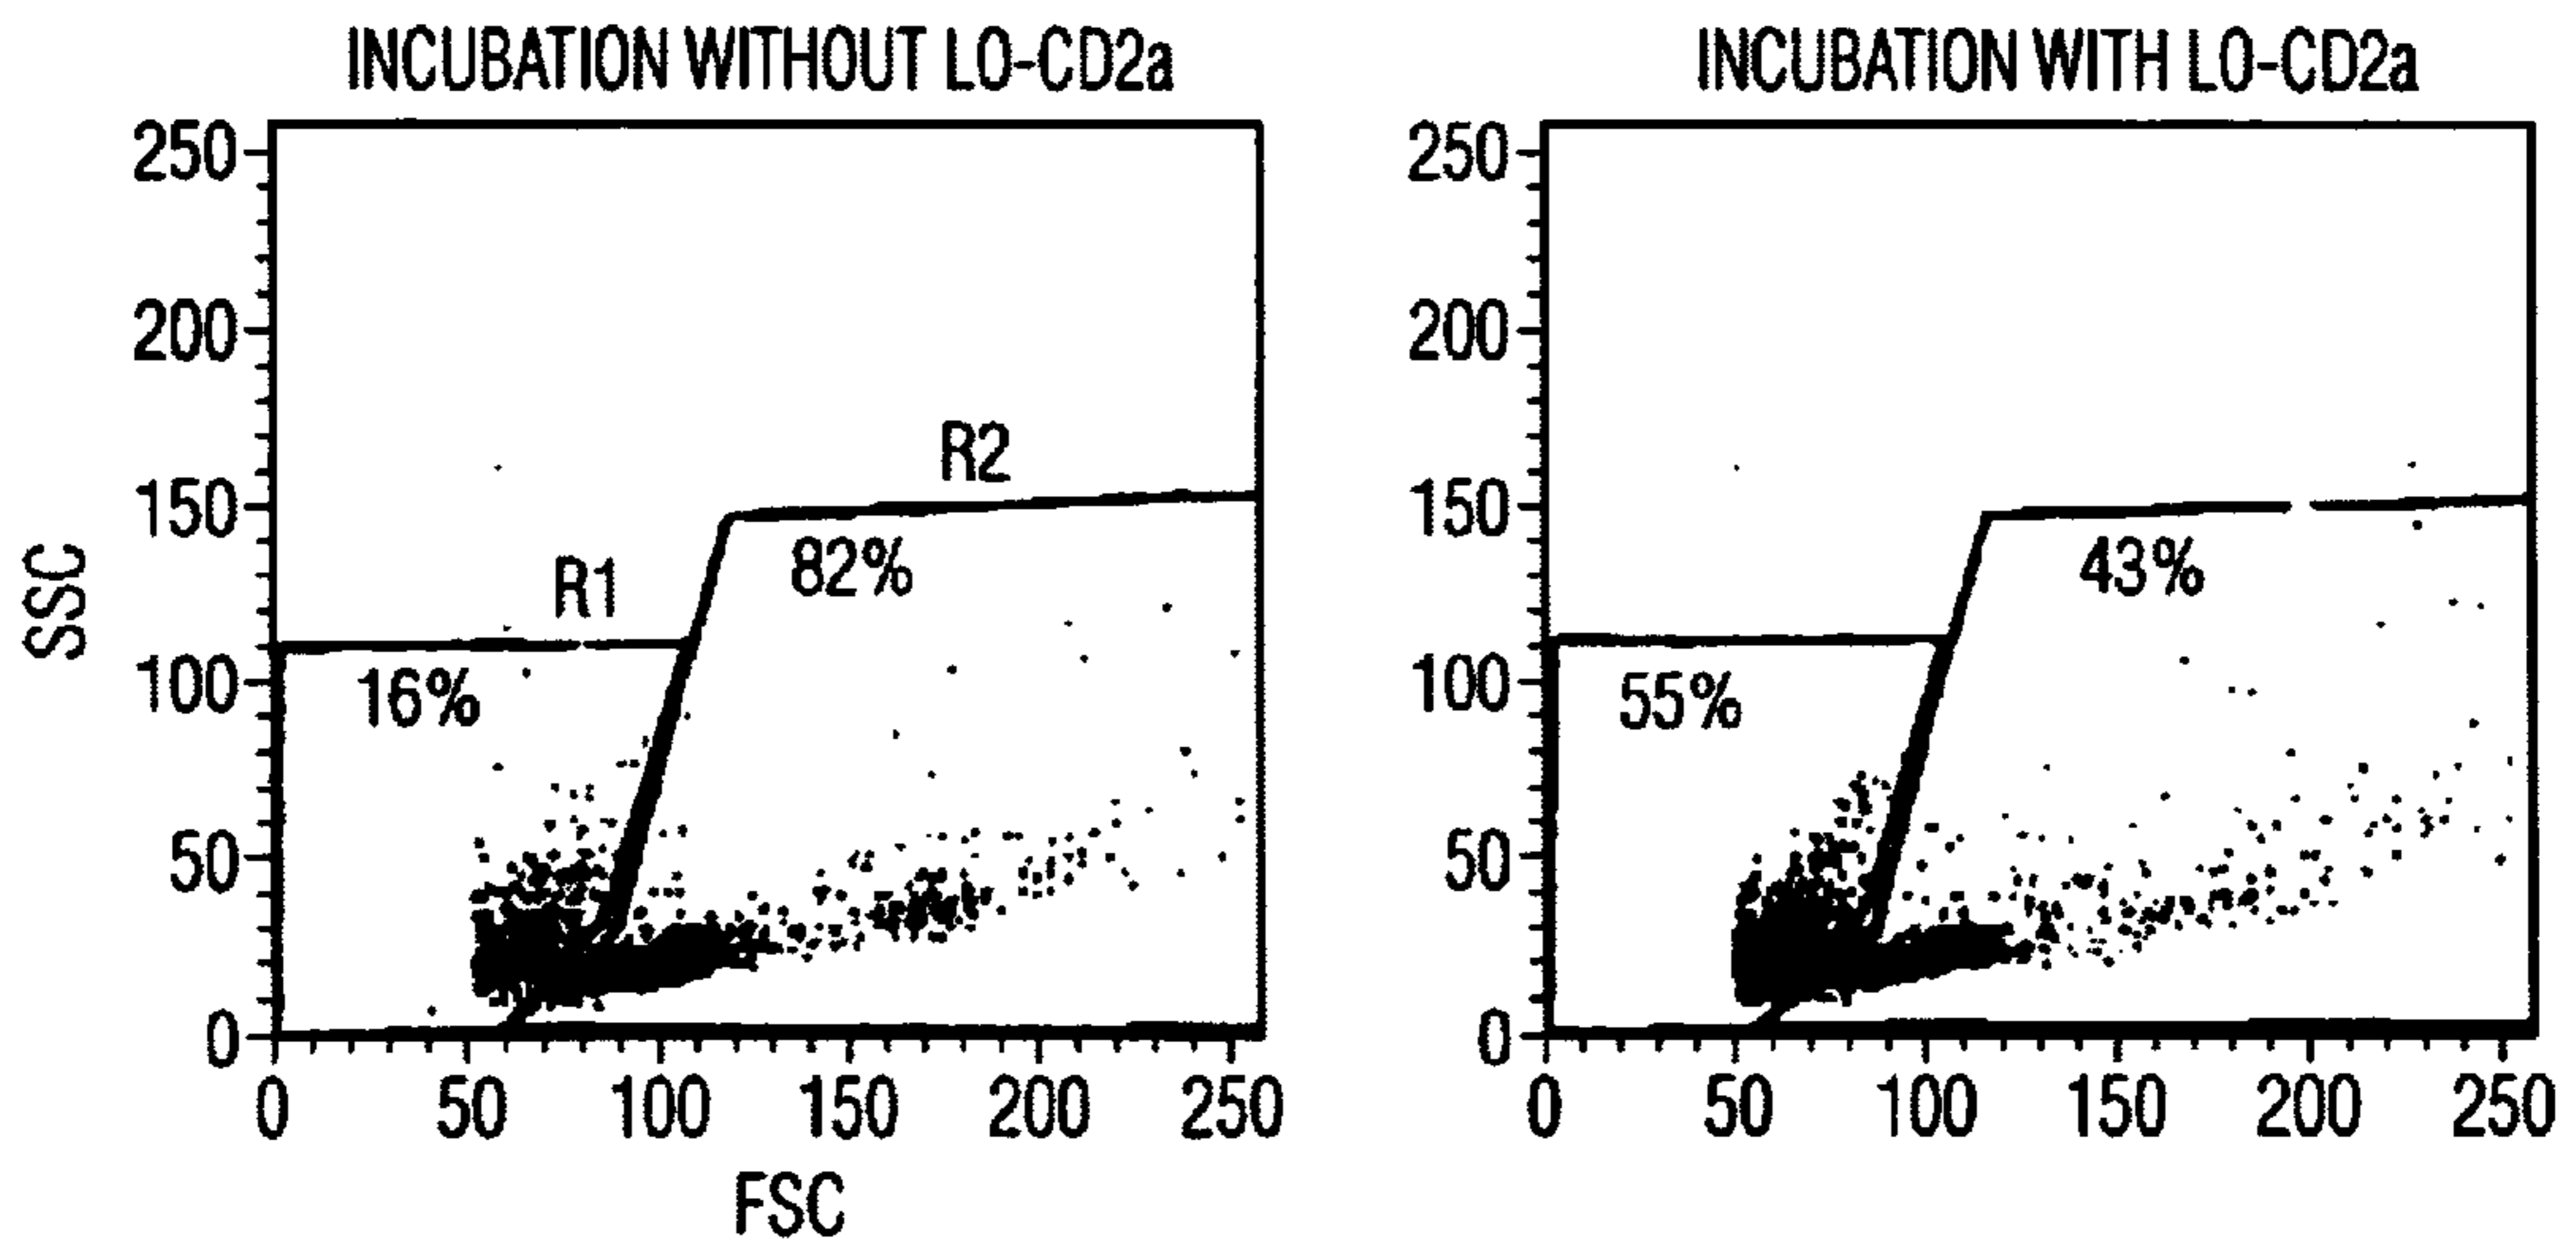 INCUBATION WITHOUT LO-CD2a
250
200
150
100
50
0
SSC
R2
82%
R1
16%
0 50 100 150 200 250
FSC
INCUBATION WITH LO-CD2a
250
200
150
100
50
0
43%
55%
0 50 100 150 200 250